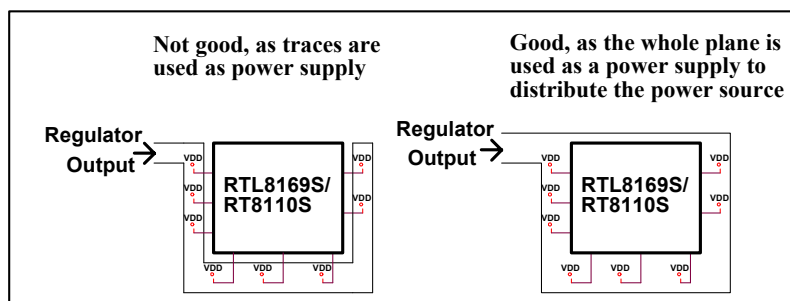 Not good, as traces are
used as power supply
Regulator
Output
VDD
VDD
VDD
VDD
VDD
RTL8169S/
RT8110S
VDD
VDD
VDD
Good, as the whole plane is
used as a power supply to
distribute the power source
Regulator
Output
VDD
VDD
VDD
VDD
VDD
RTL8169S/
RT8110S
VDD
VDD
VDD